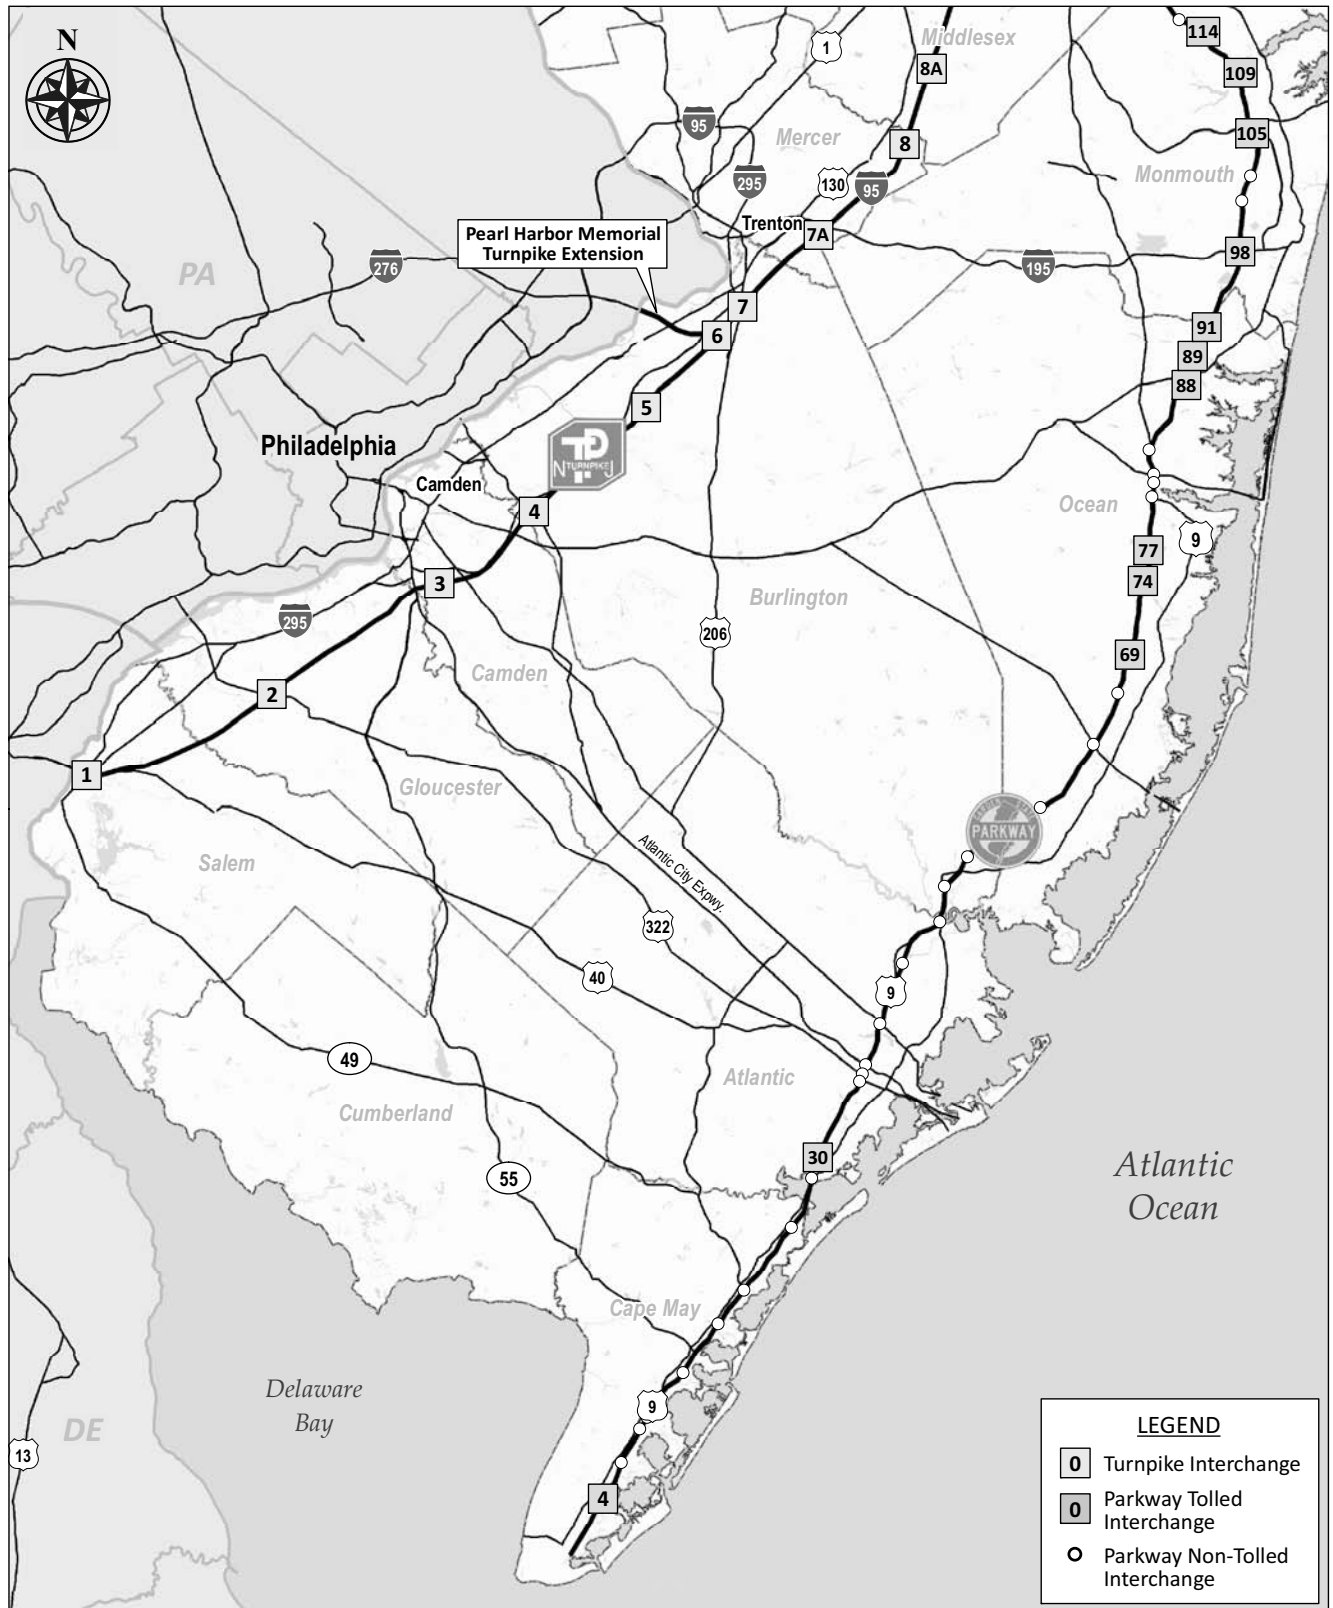 N
Middlesex
114
1
8A
109
95
Mercer
8
105
295
130
95
Monmouth
Trenton
7A
Pearl Harbor Memorial
Turnpike Extension
98
276
195
PA
7
6
91
89
88
5
Philadelphia
TP
N TURNPIKE J
Camden
4
Ocean
9
77
3
74
Burlington
295
206
69
Camden
2
1
Gloucester
PARKWAY
Salem
Atlantic City Expwy.
322
40
9
49
Atlantic
Cumberland
30
55
Atlantic
Ocean
Cape May
Delaware
Bay
9
DE
13
4
LEGEND
0 Turnpike Interchange
0 Parkway Tolled
Interchange
Parkway Non-Tolled
Interchange